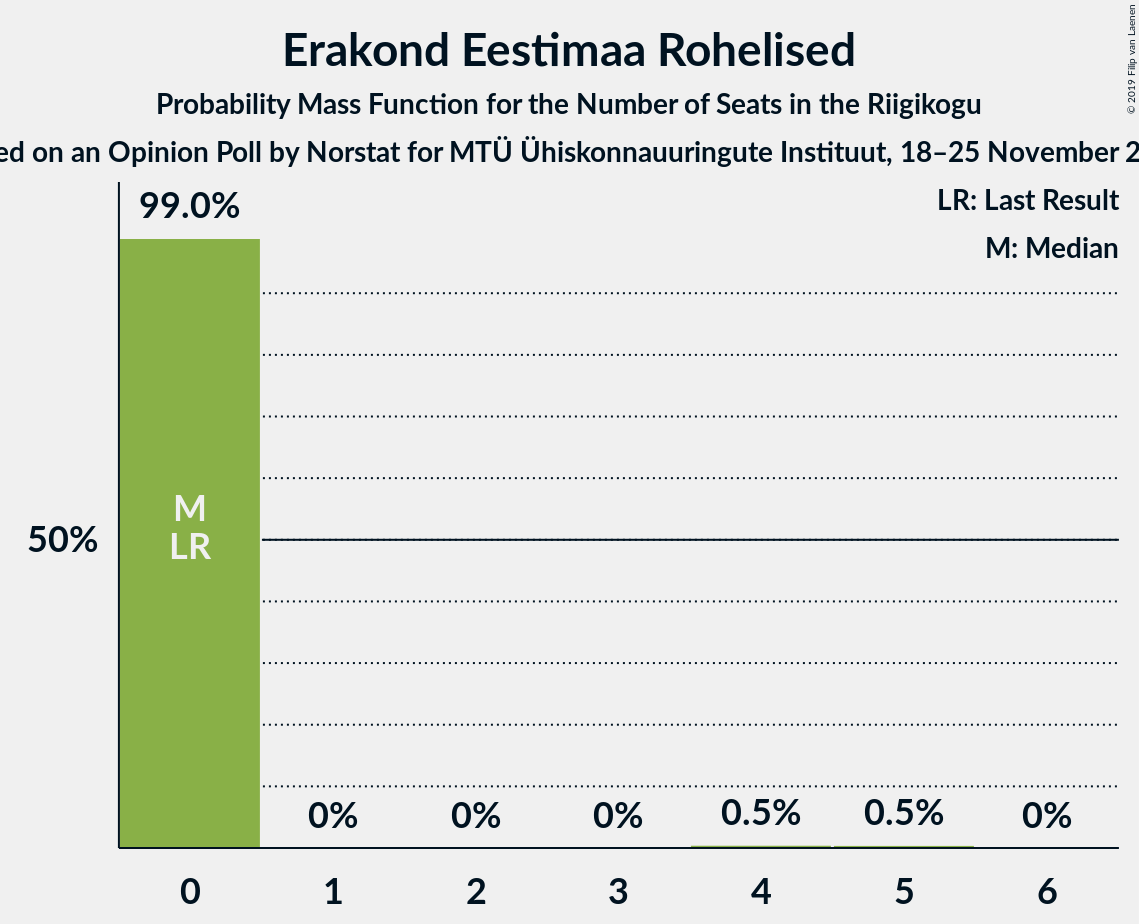 Erakond Eestimaa Rohelised
Probability Mass Function for the Number of Seats in the Riigikogu
on an Opinion Poll by Norstat for MTÜ Ühiskonnauuringute Instituut, 18–25 November
© 2019 Filip van Laenen
LR: Last Result
M: Median
99.0%
M
LR
50%
0% 0% 0% 0.5% 0.5% 0%
0 1 2 3 4 5 6